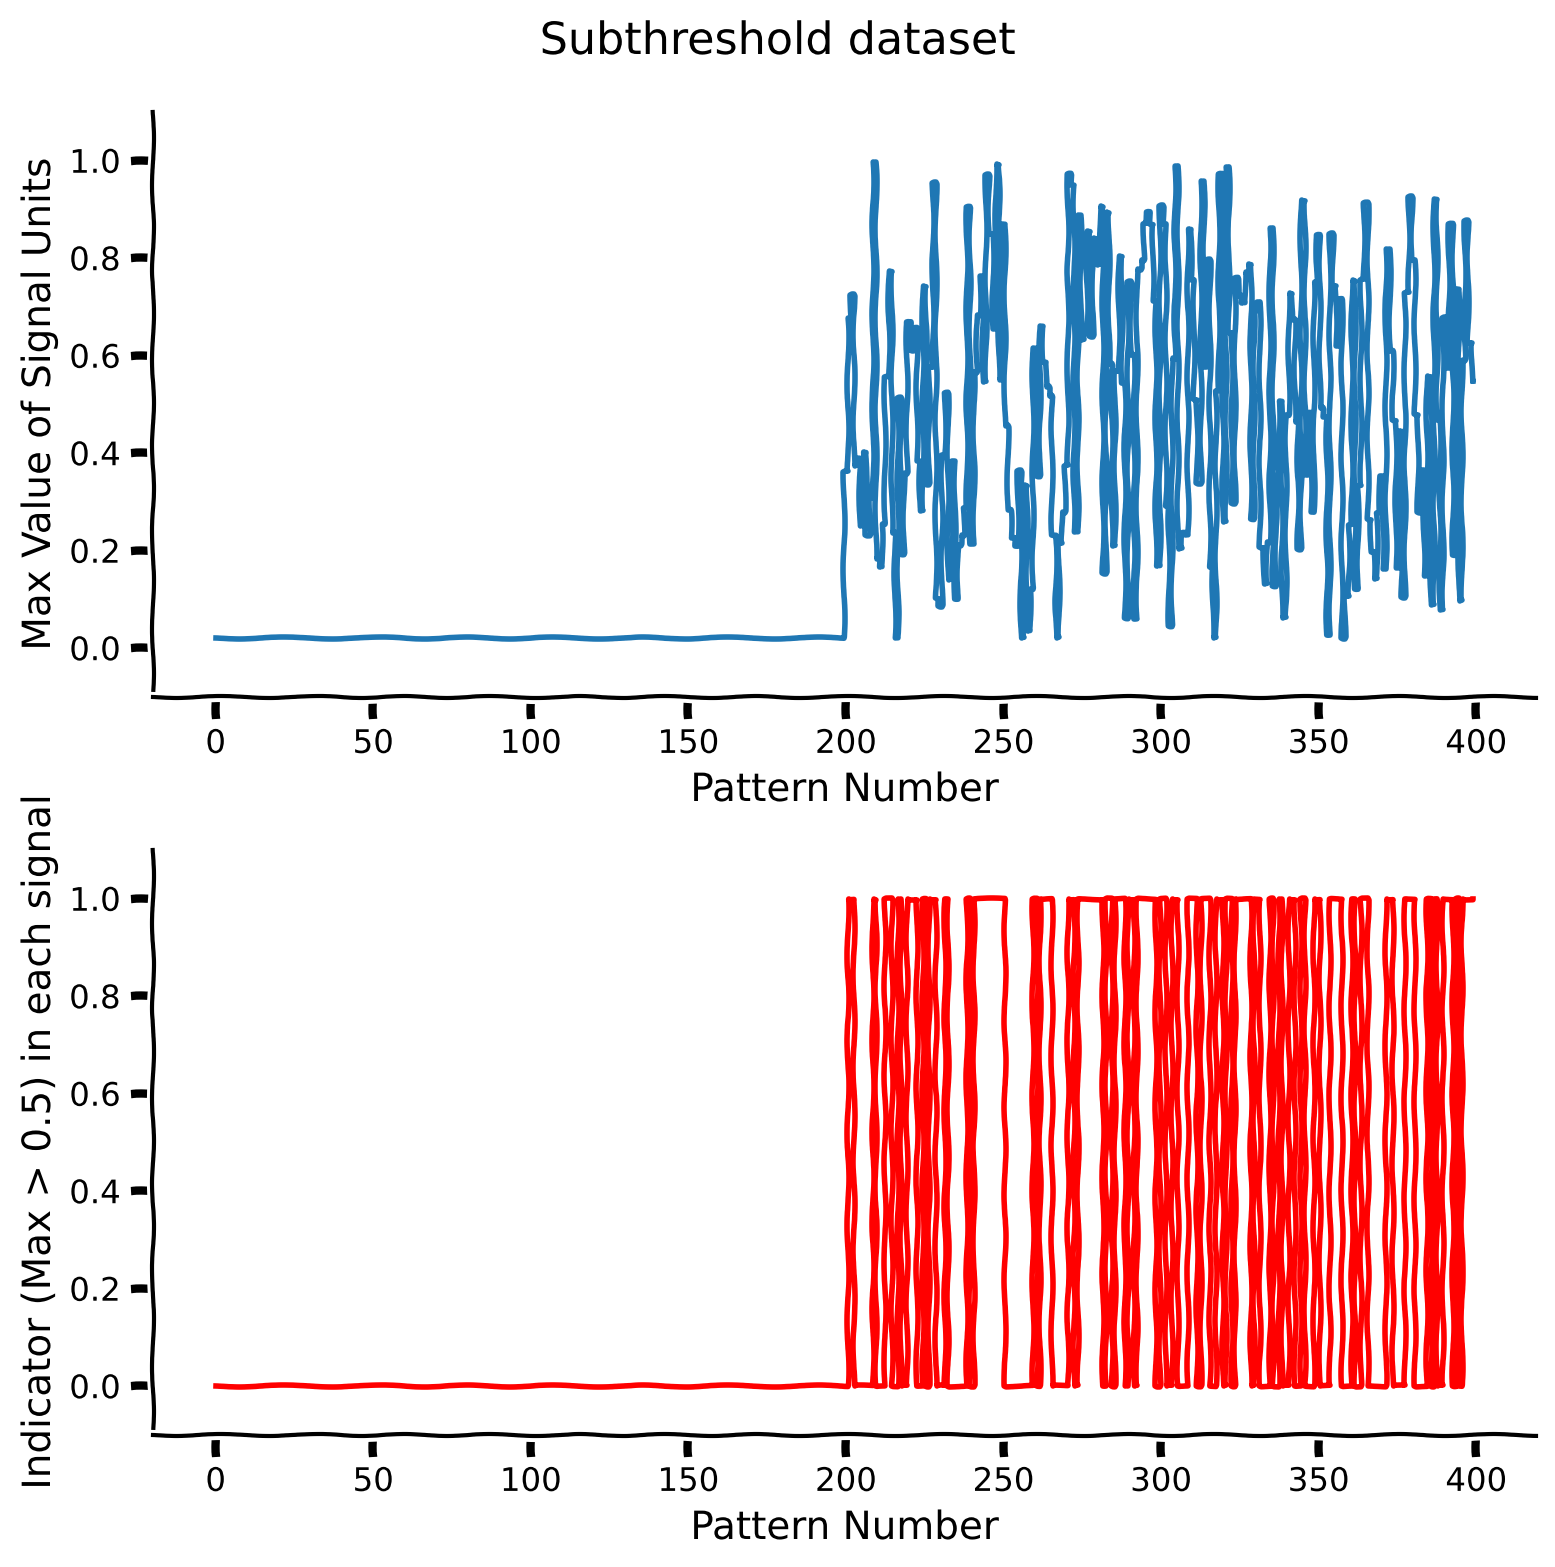 Subthreshold dataset
Max Value of Signal Units
1.0
0.8
0.6
0.4
0.2
0.0
0 50 100 150 200 250 300 350 400
Pattern Number
Indicator (Max > 0.5) in each signal
1.0
0.8
0.6
0.4
0.2
0.0
0 50 100 150 200 250 300 350 400
Pattern Number